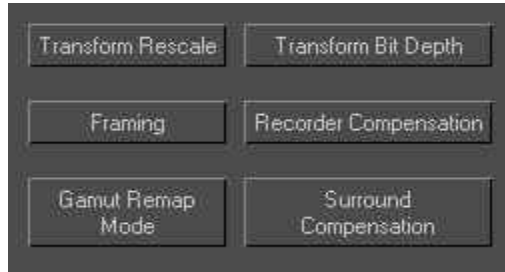 Transform Rescale
Transform Bit Depth
Framing
Recorder Compensation
Gamut Remap
Mode
Surround
Compensation